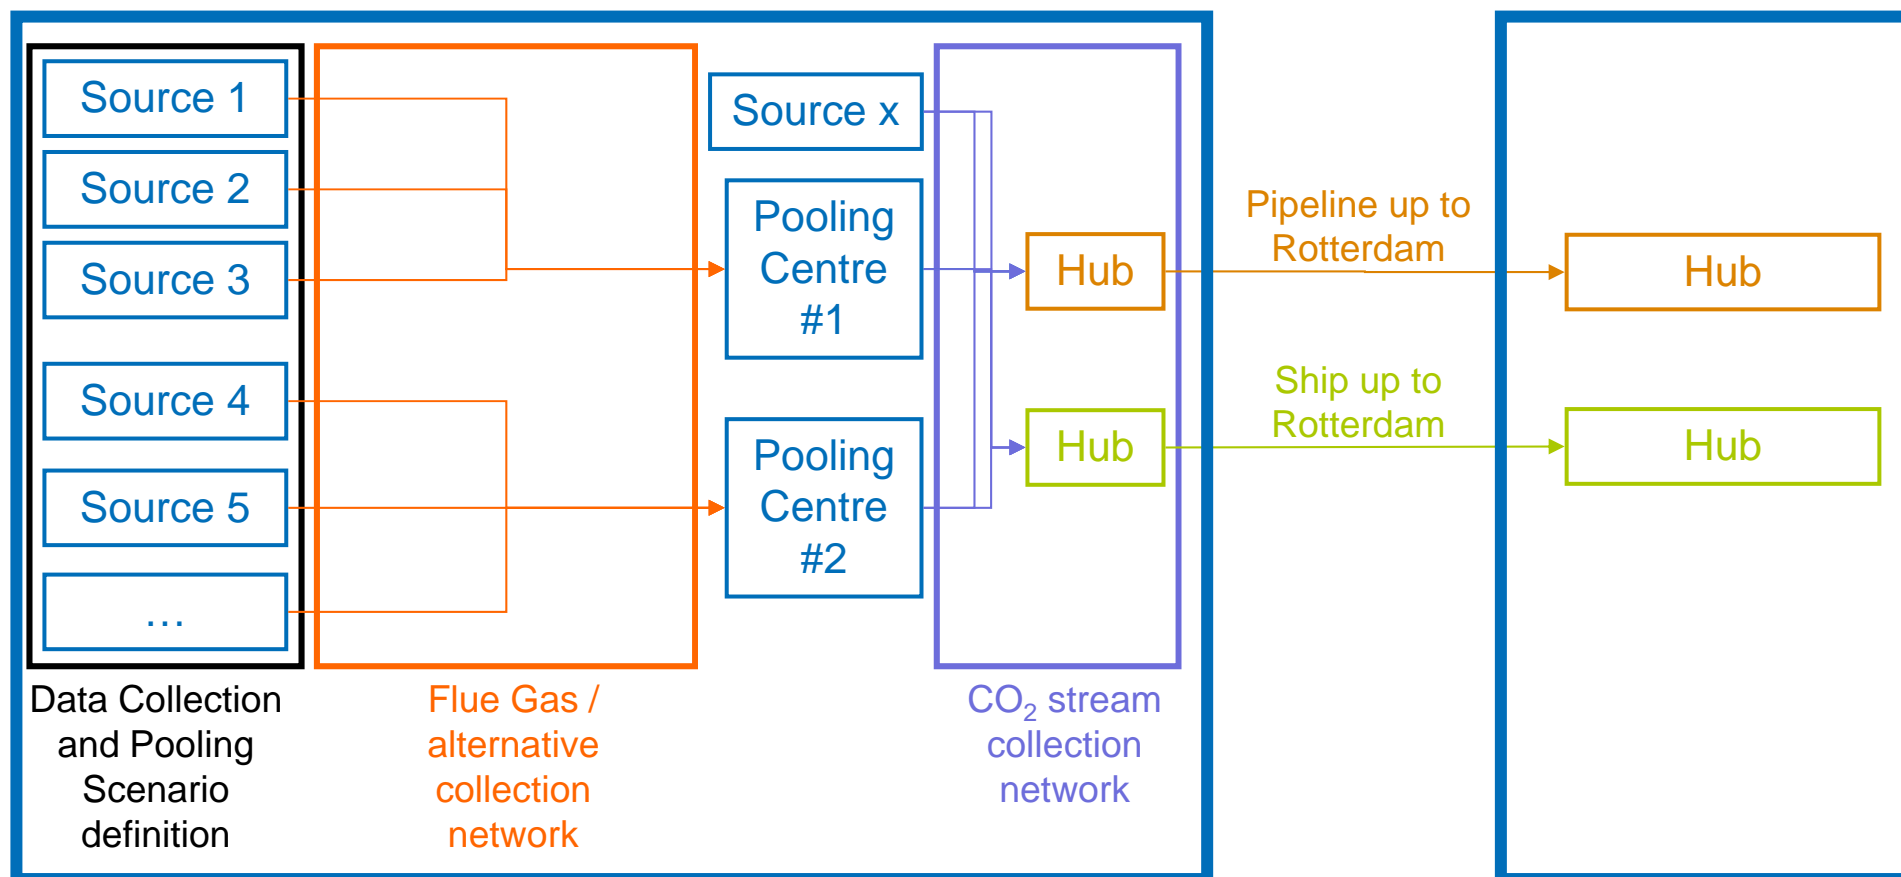 Source 1
Source 2
Source 3
Source 4
Source 5
...
Data Collection
and Pooling
Scenario
definition
Flue Gas /
alternative
collection
network
Source x
Pooling
Centre
#1
Pooling
Centre
#2
Hub
Hub
CO₂ stream
collection
network
Pipeline up to
Rotterdam
Ship up to
Rotterdam
Hub
Hub